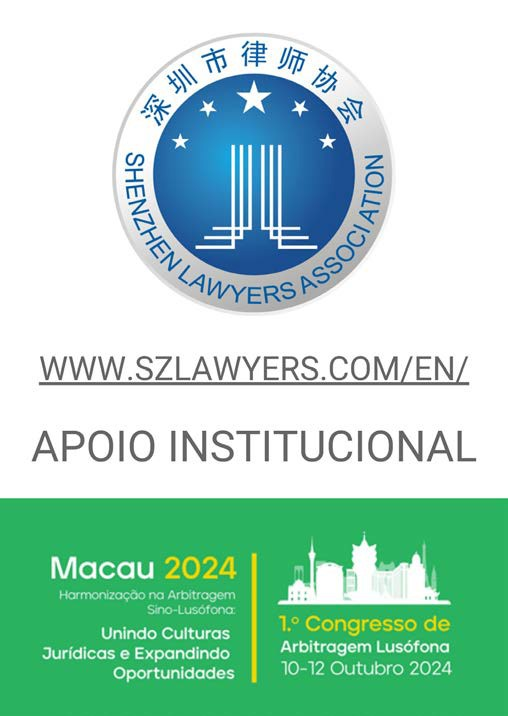 深圳市律师协会
SHENZHEN LAWYERS ASSOCIATION
WWW.SZLAWYERS.COM/EN/
APOIO INSTITUCIONAL
Macau 2024
Harmonização na Arbitragem
Sino-Lusófona:
Unindo Culturas
Jurídicas e Expandindo
Oportunidades
1.º Congresso de
Arbitragem Lusófona
10-12 Outubro 2024